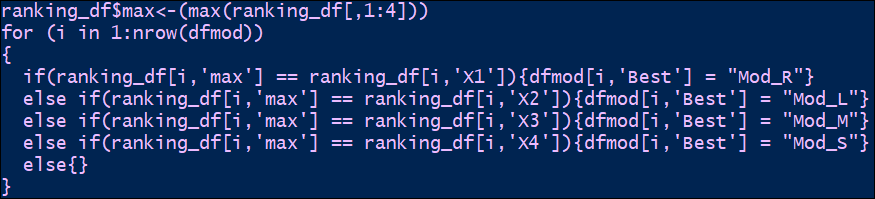 ranking_df$max<-(max(ranking_df[,1:4]))
for (i in 1:nrow(dfmod))
{
  if(ranking_df[i,'max'] == ranking_df[i,'X1']){dfmod[i,'Best'] = "Mod_R"}
  else if(ranking_df[i,'max'] == ranking_df[i,'X2']){dfmod[i,'Best'] = "Mod_L"}
  else if(ranking_df[i,'max'] == ranking_df[i,'X3']){dfmod[i,'Best'] = "Mod_M"}
  else if(ranking_df[i,'max'] == ranking_df[i,'X4']){dfmod[i,'Best'] = "Mod_S"}
  else{}
}